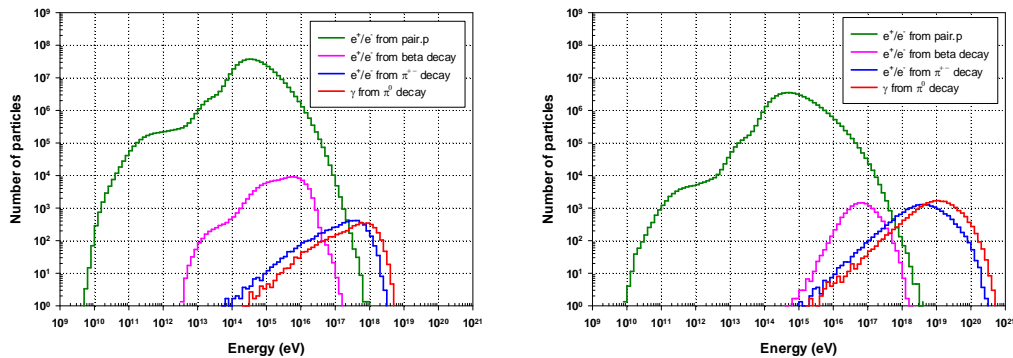 10⁹
10⁸
10⁷
10⁶
10⁵
10⁴
10³
10²
10¹
10⁰
Number of particles
e⁺/e⁻ from pair.p
e⁺/e⁻ from beta decay
e⁺/e⁻ from π⁺⁻ decay
γ from π⁰ decay
10⁹ 10¹⁰ 10¹¹ 10¹² 10¹³ 10¹⁴ 10¹⁵ 10¹⁶ 10¹⁷ 10¹⁸ 10¹⁹ 10²⁰ 10²¹
Energy (eV)
10⁹
10⁸
10⁷
10⁶
10⁵
10⁴
10³
10²
10¹
10⁰
Number of particles
e⁺/e⁻ from pair.p
e⁺/e⁻ from beta decay
e⁺/e⁻ from π⁺⁻ decay
γ from π⁰ decay
10⁹ 10¹⁰ 10¹¹ 10¹² 10¹³ 10¹⁴ 10¹⁵ 10¹⁶ 10¹⁷ 10¹⁸ 10¹⁹ 10²⁰ 10²¹
Energy (eV)